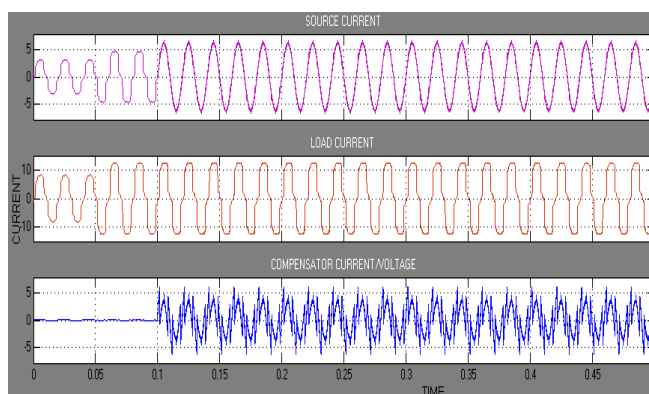 SOURCE CURRENT
5
0
-5
LOAD CURRENT
10
0
-10
CURRENT
COMPENSATOR CURRENT/VOLTAGE
5
0
-5
0 0.05 0.1 0.15 0.2 0.25 0.3 0.35 0.4 0.45
TIME